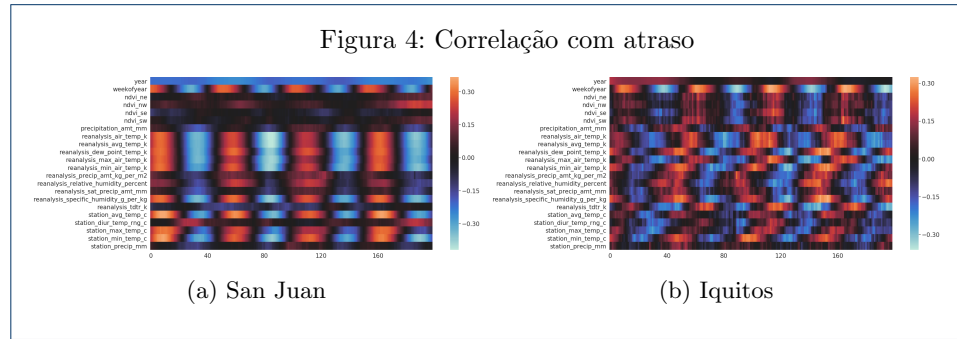 Figura 4: Correlação com atraso
year
weekofyear
ndvi_ne
ndvi_nw
ndvi_se
ndvi_sw
precipitation_amt_mm
reanalysis_air_temp_k
reanalysis_avg_temp_k
reanalysis_dew_point_temp_k
reanalysis_max_air_temp_k
reanalysis_min_air_temp_k
reanalysis_precip_amt_kg_per_m2
reanalysis_relative_humidity_percent
reanalysis_sat_precip_amt_mm
reanalysis_specific_humidity_g_per_kg
reanalysis_tdtr_k
station_avg_temp_c
station_diur_temp_rng_c
station_max_temp_c
station_min_temp_c
station_precip_mm
0 40 80 120 160
0.30
0.15
0.00
−0.15
−0.30
(a) San Juan
year
weekofyear
ndvi_ne
ndvi_nw
ndvi_se
ndvi_sw
precipitation_amt_mm
reanalysis_air_temp_k
reanalysis_avg_temp_k
reanalysis_dew_point_temp_k
reanalysis_max_air_temp_k
reanalysis_min_air_temp_k
reanalysis_precip_amt_kg_per_m2
reanalysis_relative_humidity_percent
reanalysis_sat_precip_amt_mm
reanalysis_specific_humidity_g_per_kg
reanalysis_tdtr_k
station_avg_temp_c
station_diur_temp_rng_c
station_max_temp_c
station_min_temp_c
station_precip_mm
0 40 80 120 160
0.30
0.15
0.00
−0.15
−0.30
(b) Iquitos